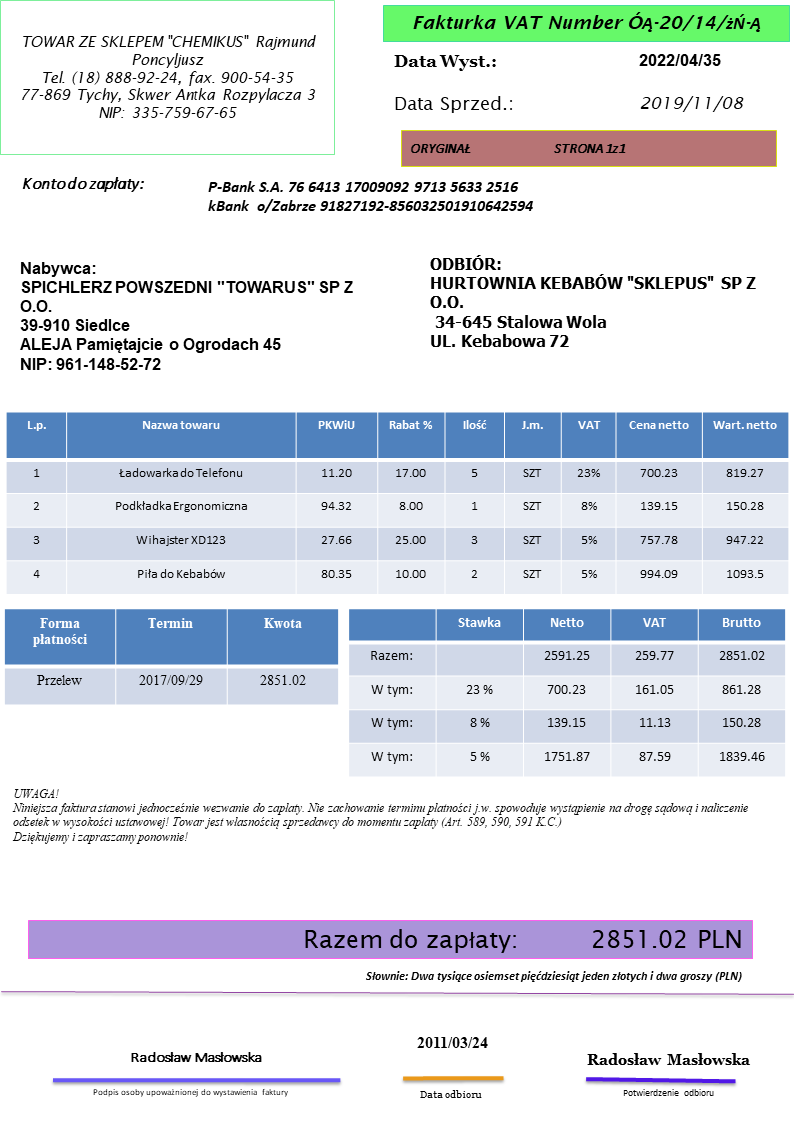 TOWAR ZE SKLEPEM "CHEMIKUS" Rajmund
Poncyljusz
Tel. (18) 888-92-24, fax. 900-54-35
77-869 Tychy, Skwer Antka Rozpylacza 3
NIP: 335-759-67-65
Fakturka VAT Number ÓĄ-20/14/żŃ-Ą
Data Wyst.: 2022/04/35
Data Sprzed.: 2019/11/08
ORYGINAŁ STRONA 1z1
Konto do zapłaty:
P-Bank S.A. 76 6413 17009092 9713 5633 2516
kBank o/Zabrze 91827192-856032501910642594
Nabywca:
SPICHLERZ POWSZEDNI "TOWARUS" SP Z
O.O.
39-910 Siedlce
ALEJA Pamiętajcie o Ogrodach 45
NIP: 961-148-52-72
ODBIÓR:
HURTOWNIA KEBABÓW "SKLEPUS" SP Z
O.O.
34-645 Stalowa Wola
UL. Kebabowa 72
L.p. Nazwa towaru PKWiU Rabat % Ilość J.m. VAT Cena netto Wart. netto
1 Ładowarka do Telefonu 11.20 17.00 5 SZT 23% 700.23 819.27
2 Podkładka Ergonomiczna 94.32 8.00 1 SZT 8% 139.15 150.28
3 Wihajster XD123 27.66 25.00 3 SZT 5% 757.78 947.22
4 Piła do Kebabów 80.35 10.00 2 SZT 5% 994.09 1093.5
Forma
płatności Termin Kwota
Przelew 2017/09/29 2851.02
Stawka Netto VAT Brutto
Razem: 2591.25 259.77 2851.02
W tym: 23 % 700.23 161.05 861.28
W tym: 8 % 139.15 11.13 150.28
W tym: 5 % 1751.87 87.59 1839.46
UWAGA!
Niniejsza faktura stanowi jednocześnie wezwanie do zapłaty. Nie zachowanie terminu płatności j.w. spowoduje wystąpienie na drogę sądową i naliczenie
odsetek w wysokości ustawowej! Towar jest własnością sprzedawcy do momentu zapłaty (Art. 589, 590, 591 K.C.)
Dziękujemy i zapraszamy ponownie!
Razem do zapłaty: 2851.02 PLN
Słownie: Dwa tysiące osiemset pięćdziesiąt jeden złotych i dwa groszy (PLN)
Radosław Masłowska
Podpis osoby upoważnionej do wystawienia faktury
2011/03/24
Data odbioru
Radosław Masłowska
Potwierdzenie odbioru